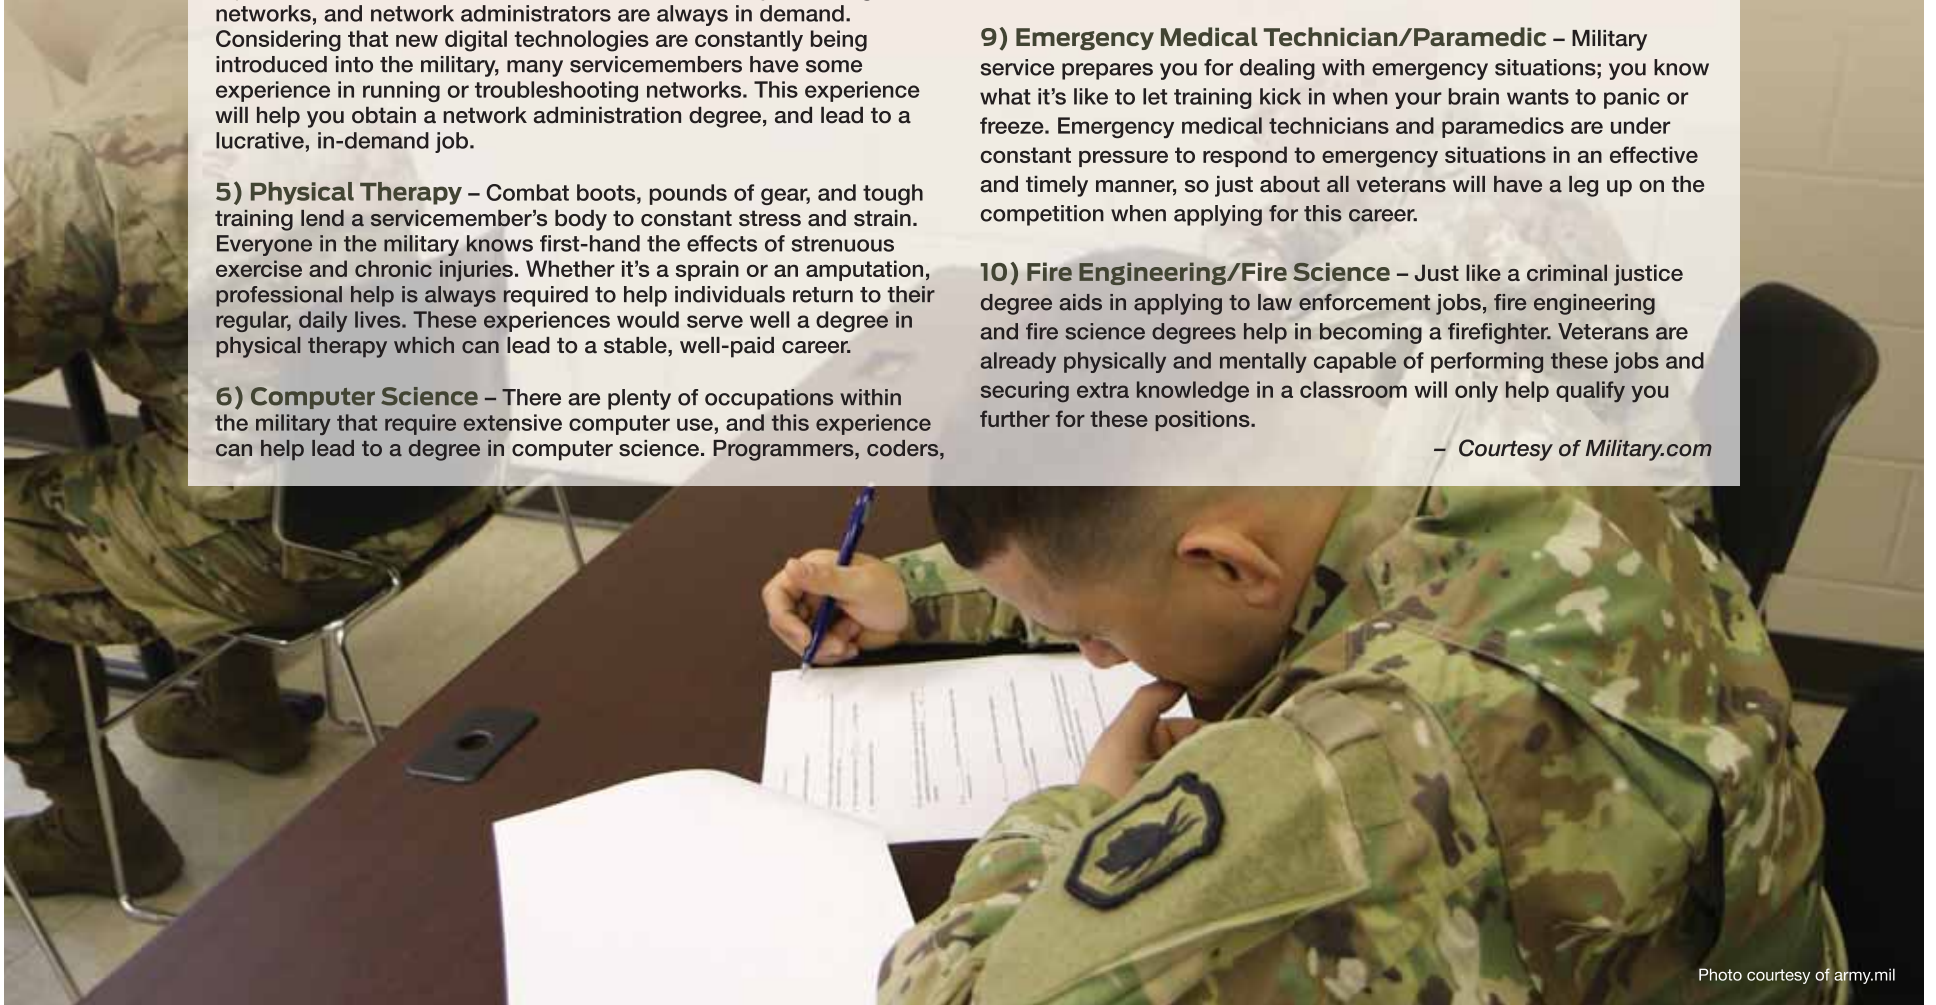 networks, and network administrators are always in demand.
Considering that new digital technologies are constantly being
introduced into the military, many servicemembers have some
experience in running or troubleshooting networks. This experience
will help you obtain a network administration degree, and lead to a
lucrative, in-demand job.
5) Physical Therapy – Combat boots, pounds of gear, and tough
training lend a servicemember’s body to constant stress and strain.
Everyone in the military knows first-hand the effects of strenuous
exercise and chronic injuries. Whether it’s a sprain or an amputation,
professional help is always required to help individuals return to their
regular, daily lives. These experiences would serve well a degree in
physical therapy which can lead to a stable, well-paid career.
6) Computer Science – There are plenty of occupations within
the military that require extensive computer use, and this experience
can help lead to a degree in computer science. Programmers, coders,
9) Emergency Medical Technician/Paramedic – Military
service prepares you for dealing with emergency situations; you know
what it’s like to let training kick in when your brain wants to panic or
freeze. Emergency medical technicians and paramedics are under
constant pressure to respond to emergency situations in an effective
and timely manner, so just about all veterans will have a leg up on the
competition when applying for this career.
10) Fire Engineering/Fire Science – Just like a criminal justice
degree aids in applying to law enforcement jobs, fire engineering
and fire science degrees help in becoming a firefighter. Veterans are
already physically and mentally capable of performing these jobs and
securing extra knowledge in a classroom will only help qualify you
further for these positions.
– Courtesy of Military.com
Photo courtesy of army.mil